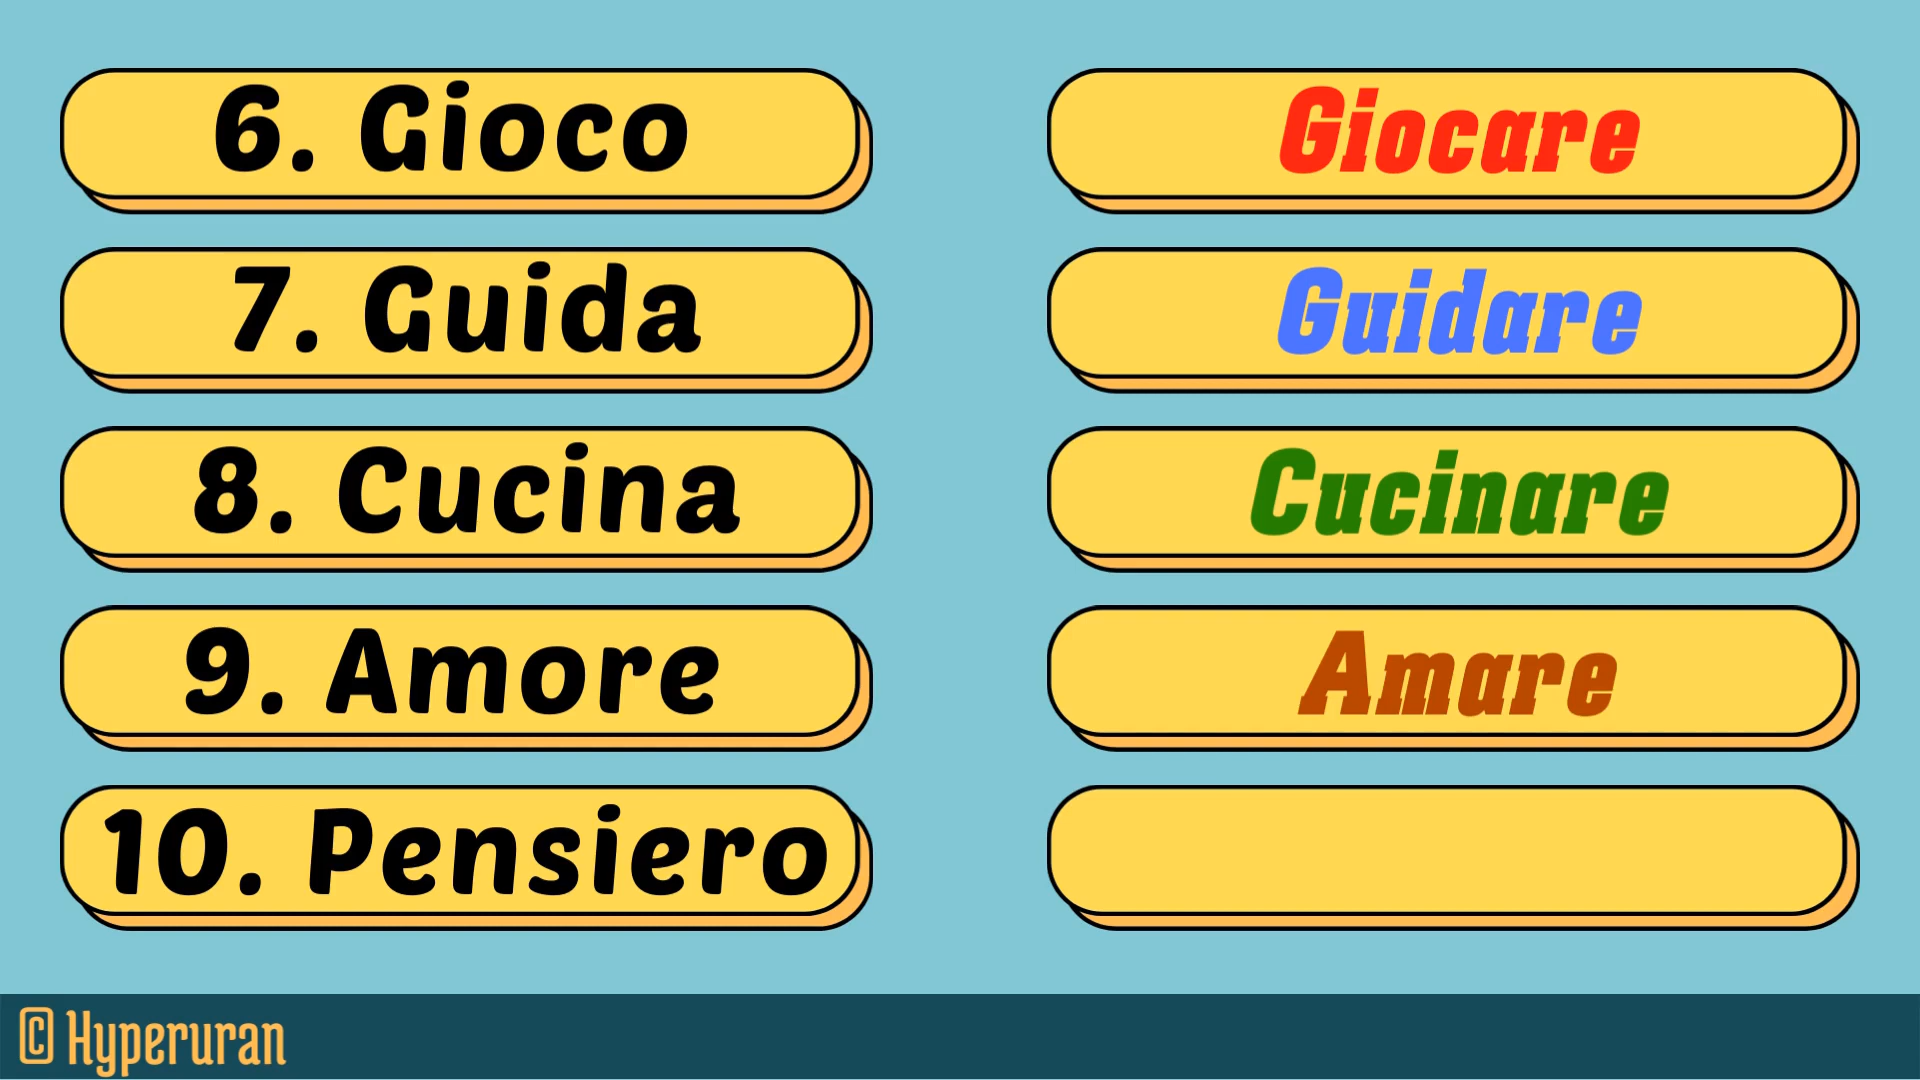 6. Gioco
Giocare
7. Guida
Guidare
8. Cucina
Cucinare
9. Amore
Amare
10. Pensiero
© Hyperuran